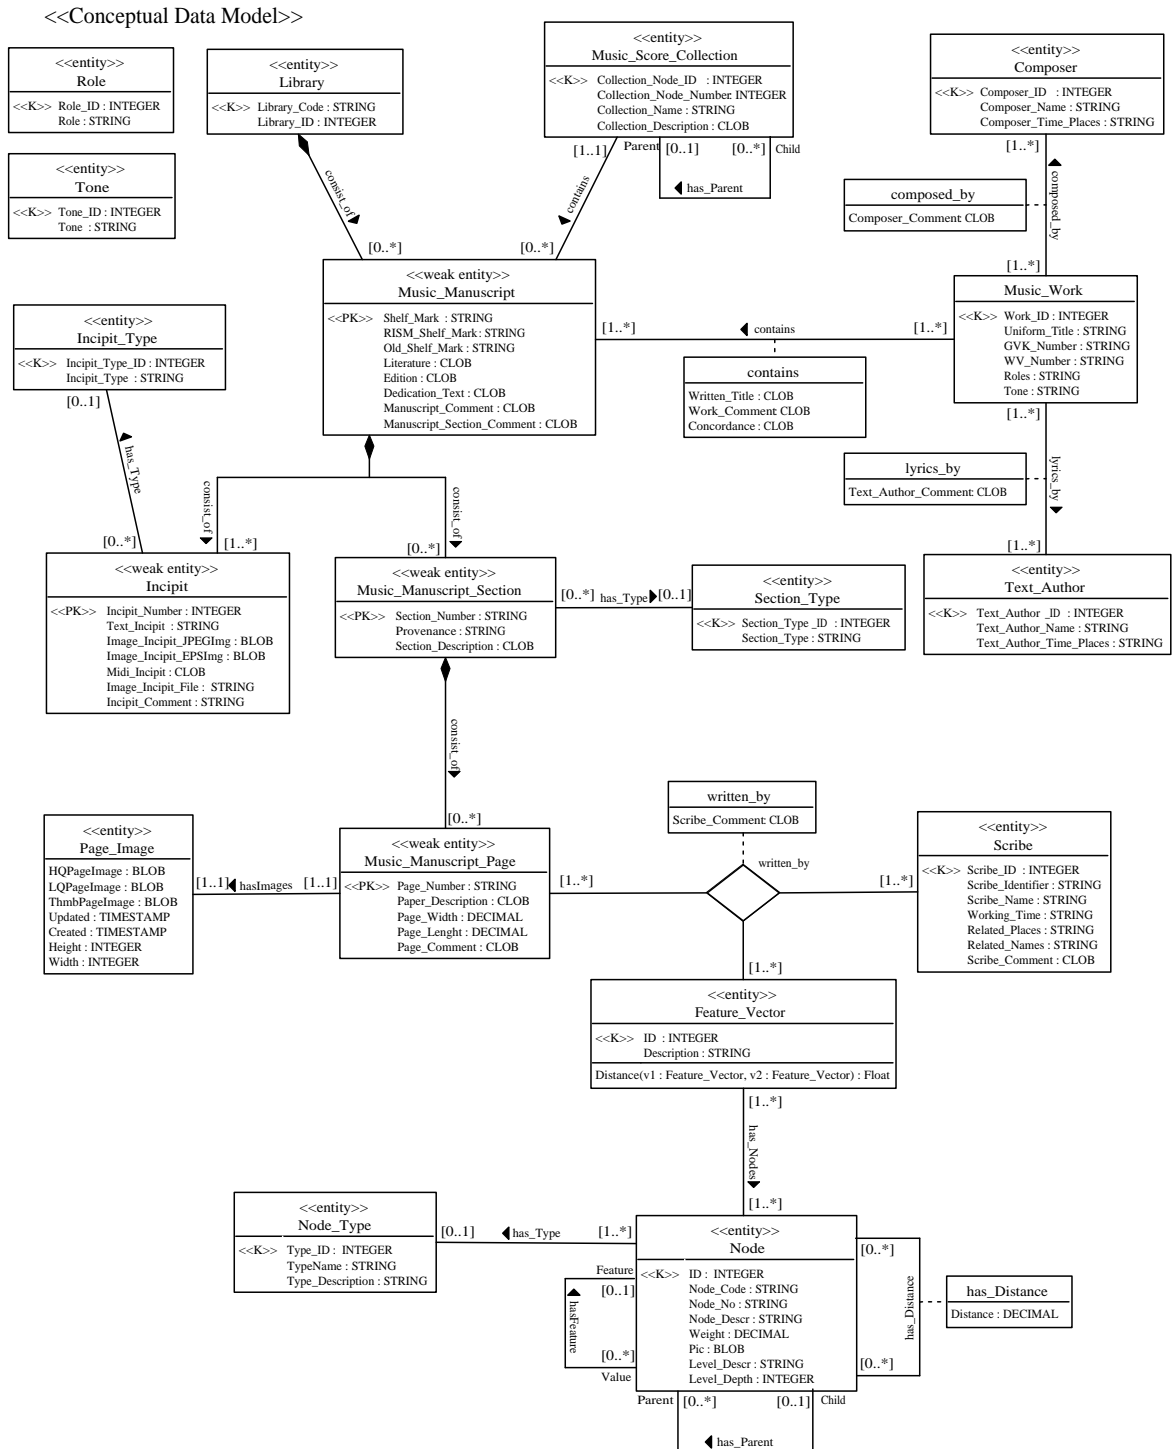 <<Conceptual Data Model>>
<<entity>>
Role
<<K>> Role_ID : INTEGER
Role : STRING
<<entity>>
Library
<<K>> Library_Code : STRING
Library_ID : INTEGER
<<entity>>
Music_Score_Collection
<<K>> Collection_Node_ID : INTEGER
Collection_Node_Number INTEGER
Collection_Name : STRING
Collection_Description : CLOB
<<entity>>
Composer
<<K>> Composer_ID : INTEGER
Composer_Name : STRING
Composer_Time_Places : STRING
<<entity>>
Tone
<<K>> Tone_ID : INTEGER
Tone : STRING
[1..1]
Parent
[0..1]
[0..*]
Child
has_Parent
[1..*]
consist_of
contains
composed_by
composed_by
Composer_Comment: CLOB
[0..*]
[0..*]
[1..*]
<<weak entity>>
Music_Manuscript
<<PK>> Shelf_Mark : STRING
RISM_Shelf_Mark : STRING
Old_Shelf_Mark : STRING
Literature : CLOB
Edition : CLOB
Dedication_Text : CLOB
Manuscript_Comment : CLOB
Manuscript_Section_Comment : CLOB
[1..*]
contains
[1..*]
contains
Written_Title : CLOB
Work_Comment: CLOB
Concordance : CLOB
Music_Work
<<K>> Work_ID : INTEGER
Uniform_Title : STRING
GVK_Number : STRING
WV_Number : STRING
Roles : STRING
Tone : STRING
<<entity>>
Incipit_Type
<<K>> Incipit_Type_ID : INTEGER
Incipit_Type : STRING
[0..1]
has_Type
[0..*]
consist_of
[1..*]
consist_of
[0..*]
[1..*]
lyrics_by
Text_Author_Comment: CLOB
lyrics_by
[1..*]
<<weak entity>>
Incipit
<<PK>> Incipit_Number : INTEGER
Text_Incipit : STRING
Image_Incipit_JPEGImg : BLOB
Image_Incipit_EPSImg : BLOB
Midi_Incipit : CLOB
Image_Incipit_File : STRING
Incipit_Comment : STRING
<<weak entity>>
Music_Manuscript_Section
<<PK>> Section_Number : STRING
Provenance : STRING
Section_Description : CLOB
[0..*] has_Type [0..1]
<<entity>>
Section_Type
<<K>> Section_Type _ID : INTEGER
Section_Type : STRING
<<entity>>
Text_Author
<<K>> Text_Author _ID : INTEGER
Text_Author_Name : STRING
Text_Author_Time_Places : STRING
consist_of
[0..*]
written_by
Scribe_Comment: CLOB
written_by
<<entity>>
Page_Image
HQPageImage : BLOB
LQPageImage : BLOB
ThmbPageImage : BLOB
Updated : TIMESTAMP
Created : TIMESTAMP
Height : INTEGER
Width : INTEGER
[1..1] hasImages [1..1]
<<weak entity>>
Music_Manuscript_Page
<<PK>> Page_Number : STRING
Paper_Description : CLOB
Page_Width : DECIMAL
Page_Lenght : DECIMAL
Page_Comment : CLOB
[1..*]
[1..*]
<<entity>>
Scribe
<<K>> Scribe_ID : INTEGER
Scribe_Identifier : STRING
Scribe_Name : STRING
Working_Time : STRING
Related_Places : STRING
Related_Names : STRING
Scribe_Comment : CLOB
[1..*]
<<entity>>
Feature_Vector
<<K>> ID : INTEGER
Description : STRING
Distance(v1 : Feature_Vector, v2 : Feature_Vector) : Float
[1..*]
has_Nodes
[1..*]
<<entity>>
Node_Type
<<K>> Type_ID : INTEGER
TypeName : STRING
Type_Description : STRING
[0..1]
has_Type
[1..*]
<<entity>>
Node
<<K>> ID : INTEGER
Node_Code : STRING
Node_No : STRING
Node_Descr : STRING
Weight : DECIMAL
Pic : BLOB
Level_Descr : STRING
Level_Depth : INTEGER
Feature
[0..1]
hasFeature
[0..*]
Value
[0..*]
has_Distance
[0..*]
has_Distance
Distance : DECIMAL
Parent
[0..*]
[0..1]
Child
has_Parent